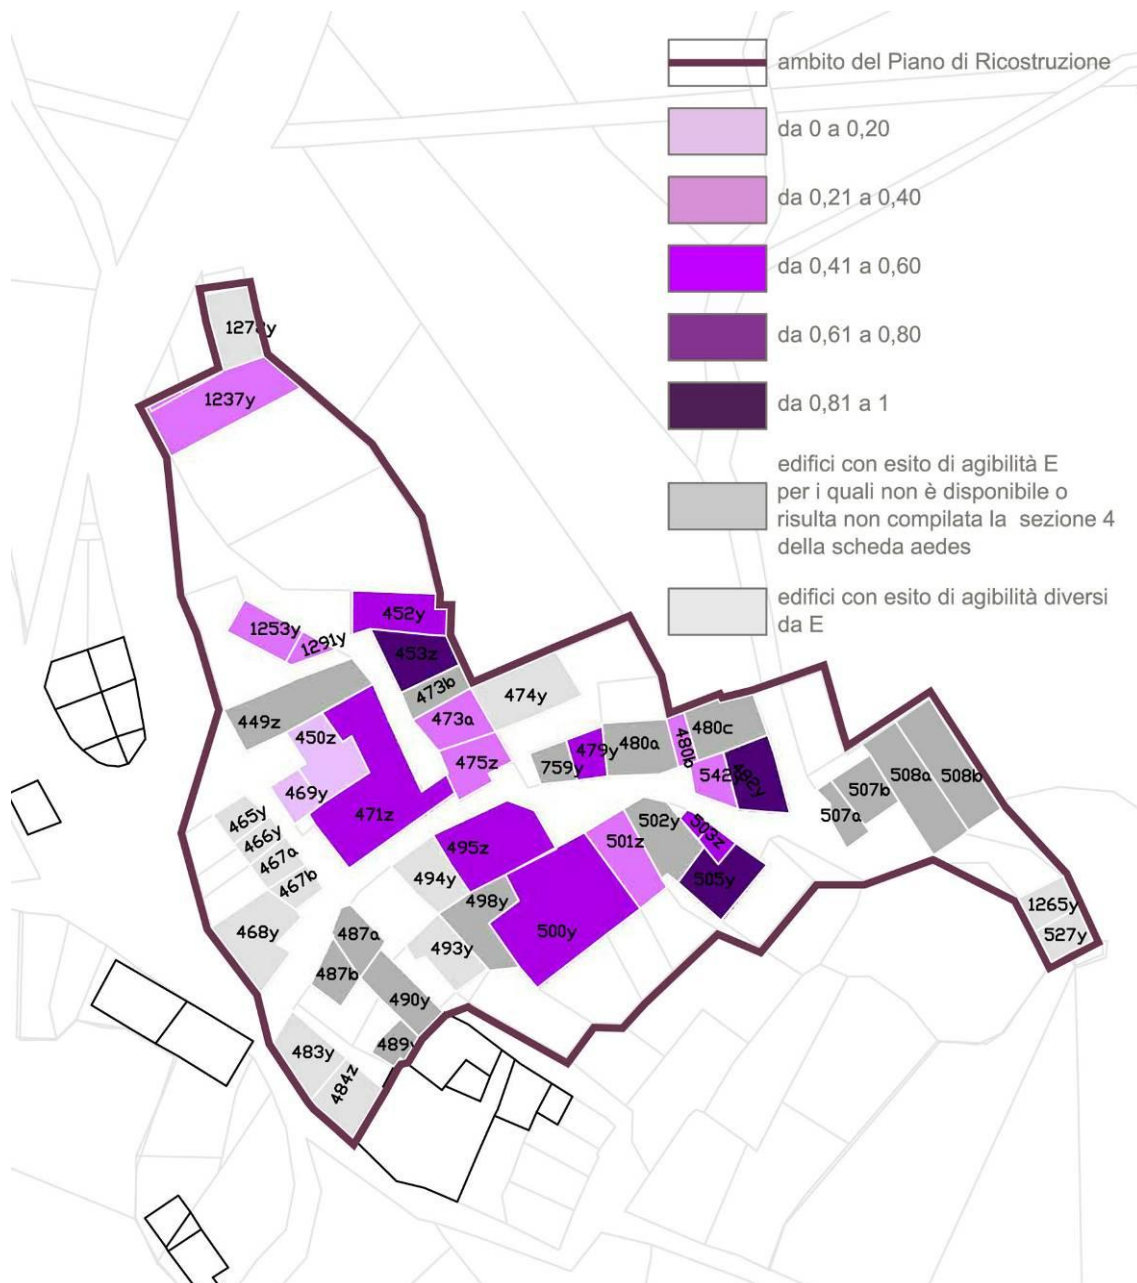 ambito del Piano di Ricostruzione
da 0 a 0,20
da 0,21 a 0,40
da 0,41 a 0,60
da 0,61 a 0,80
da 0,81 a 1
edifici con esito di agibilità E
per i quali non è disponibile o
risulta non compilata la sezione 4
della scheda aedes
edifici con esito di agibilità diversi
da E
1278y
1237y
1253y
1291y
452y
453z
473b
474y
449z
450z
473a
475z
469y
471z
759y
479y
480a
480b
480c
482y
507a
507b
508a
508b
465y
466y
467a
467b
468y
495z
494y
498y
493y
500y
501z
502y
503z
505y
487a
487b
490y
489y
483y
484z
1265y
527y